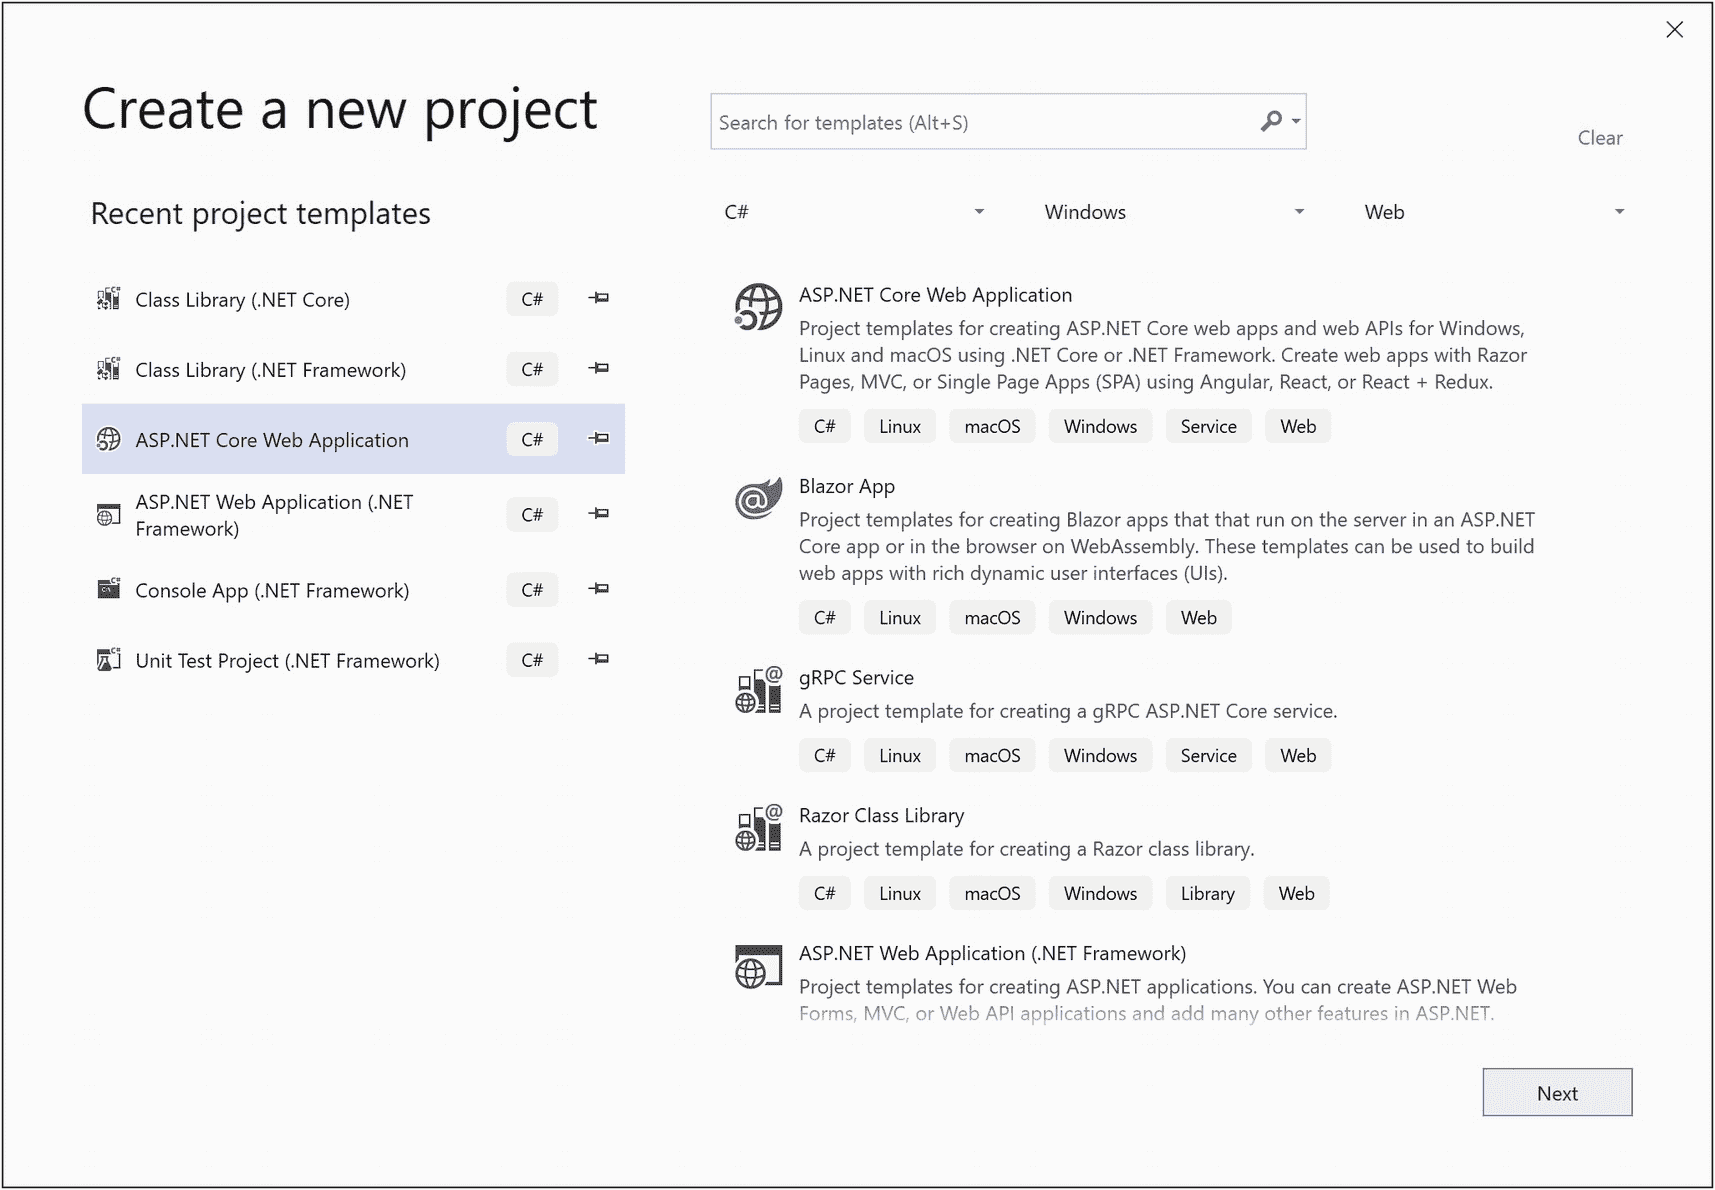 Create a new project
Search for templates (Alt+S)
Clear
Recent project templates
C#
Windows
Web
Class Library (.NET Core)
C#
Class Library (.NET Framework)
C#
ASP.NET Core Web Application
C#
ASP.NET Web Application (.NET
Framework)
C#
Console App (.NET Framework)
C#
Unit Test Project (.NET Framework)
C#
ASP.NET Core Web Application
Project templates for creating ASP.NET Core web apps and web APIs for Windows,
Linux and macOS using .NET Core or .NET Framework. Create web apps with Razor
Pages, MVC, or Single Page Apps (SPA) using Angular, React, or React + Redux.
C# Linux macOS Windows Service Web
Blazor App
Project templates for creating Blazor apps that that run on the server in an ASP.NET
Core app or in the browser on WebAssembly. These templates can be used to build
web apps with rich dynamic user interfaces (UIs).
C# Linux macOS Windows Web
gRPC Service
A project template for creating a gRPC ASP.NET Core service.
C# Linux macOS Windows Service Web
Razor Class Library
A project template for creating a Razor class library.
C# Linux macOS Windows Library Web
ASP.NET Web Application (.NET Framework)
Project templates for creating ASP.NET applications. You can create ASP.NET Web
Forms, MVC, or Web API applications and add many other features in ASP.NET.
Next